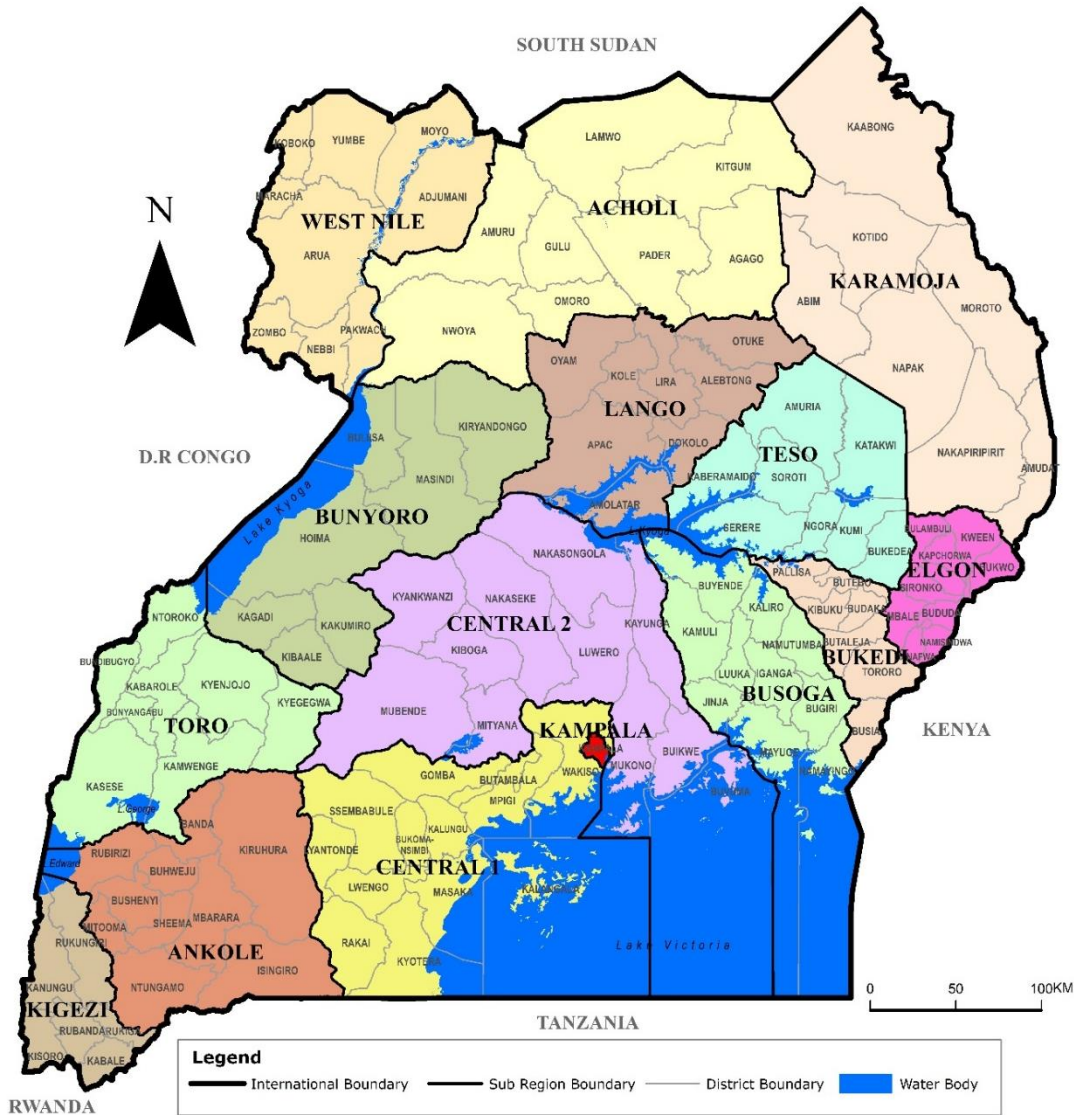 SOUTH SUDAN
KAABONG
LAMWO
YUMBE
MOYO
KOBOKO
KITGUM
N
MARACHA
ADJUMANI
WEST NILE
ACHOLI
AMURU
GULU
KOTIDO
ARUA
PADER
AGAGO
KARAMOJA
ABIM
OMORO
MOROTO
ZOMBO
PAKWACH
NWOYA
NEBBI
OTUKE
OYAM
KOLE
LIRA
ALEBTONG
NAPAK
LANGO
AMURIA
KIRYANDONGO
BULIISA
APAC
DOKOLO
TESO
KATAKWI
NAKAPIRIPIRIT
AMUDAT
D.R CONGO
MASINDI
KABERAMAIDO
SOROTI
AMOLATAR
BUNYORO
Lake Kyoga
HOIMA
SERERE
NGORA
KUMI
BULAMBULI
KWEEN
L.Kyoga
BUKEDEA
KAPCHORWA
NAKASONGOLA
ELGON
BUKWO
PALLISA
SIRONKO
BUYENDE
BUTEBO
KYANKWANZI
NAKASEKE
NTOROKO
KAGADI
KAKUMIRO
CENTRAL 2
KAYUNGA
KALIRO
KIBUKU
BUDAKA
MBALE
BUDUDA
KAMULI
NAMUTUMBA
BUTALEJA
NAMISINDWA
KIBOGA
LUWERO
BUNDIBUGYO
KIBAALE
BUKEDI
TORORO
KABAROLE
KYENJOJO
LUUKA
IGANGA
KYEGEGWA
BUSOGA
BUNYANGABU
TORO
MUBENDE
MITYANA
JINJA
BUGIRI
KAMPALA
BUSIA
KENYA
BUIKWE
MAYUGE
KAMWENGE
MUKONO
WAKISO
GOMBA
BUTAMBALA
NAMAYINGO
KASESE
MPIGI
L.George
SSEMBABULE
BUVUMA
BANDA
KALUNGU
BUKOMA-
NSIMBI
KIRUHURA
RUBIRIZI
BUHWEJU
CENTRAL 1
LWENGO
MASAKA
KALANGALA
BUSHENYI
SHEEMA
MBARARA
MITOOMA
RUKUNGIRI
ANKOLE
RAKAI
Lake Victoria
KYOTERA
ISINGIRO
KANUNGU
NTUNGAMO
KIGEZI
0 50 100KM
RUBANDA
RUKIGA
TANZANIA
KISORO
KABALE
Legend
International Boundary
Sub Region Boundary
District Boundary
Water Body
RWANDA